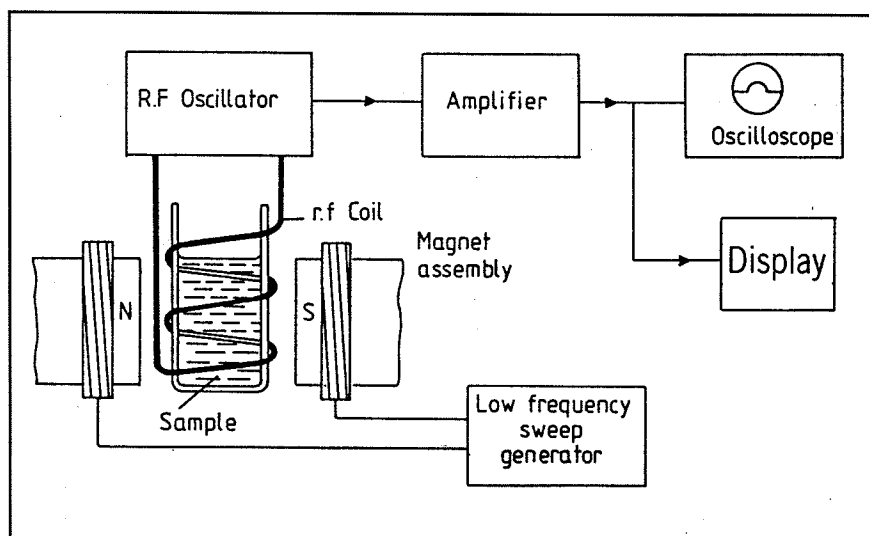 R.F Oscillator
Amplifier
Oscilloscope
r.f Coil
Magnet
assembly
Display
N
S
Sample
Low frequency
sweep
generator